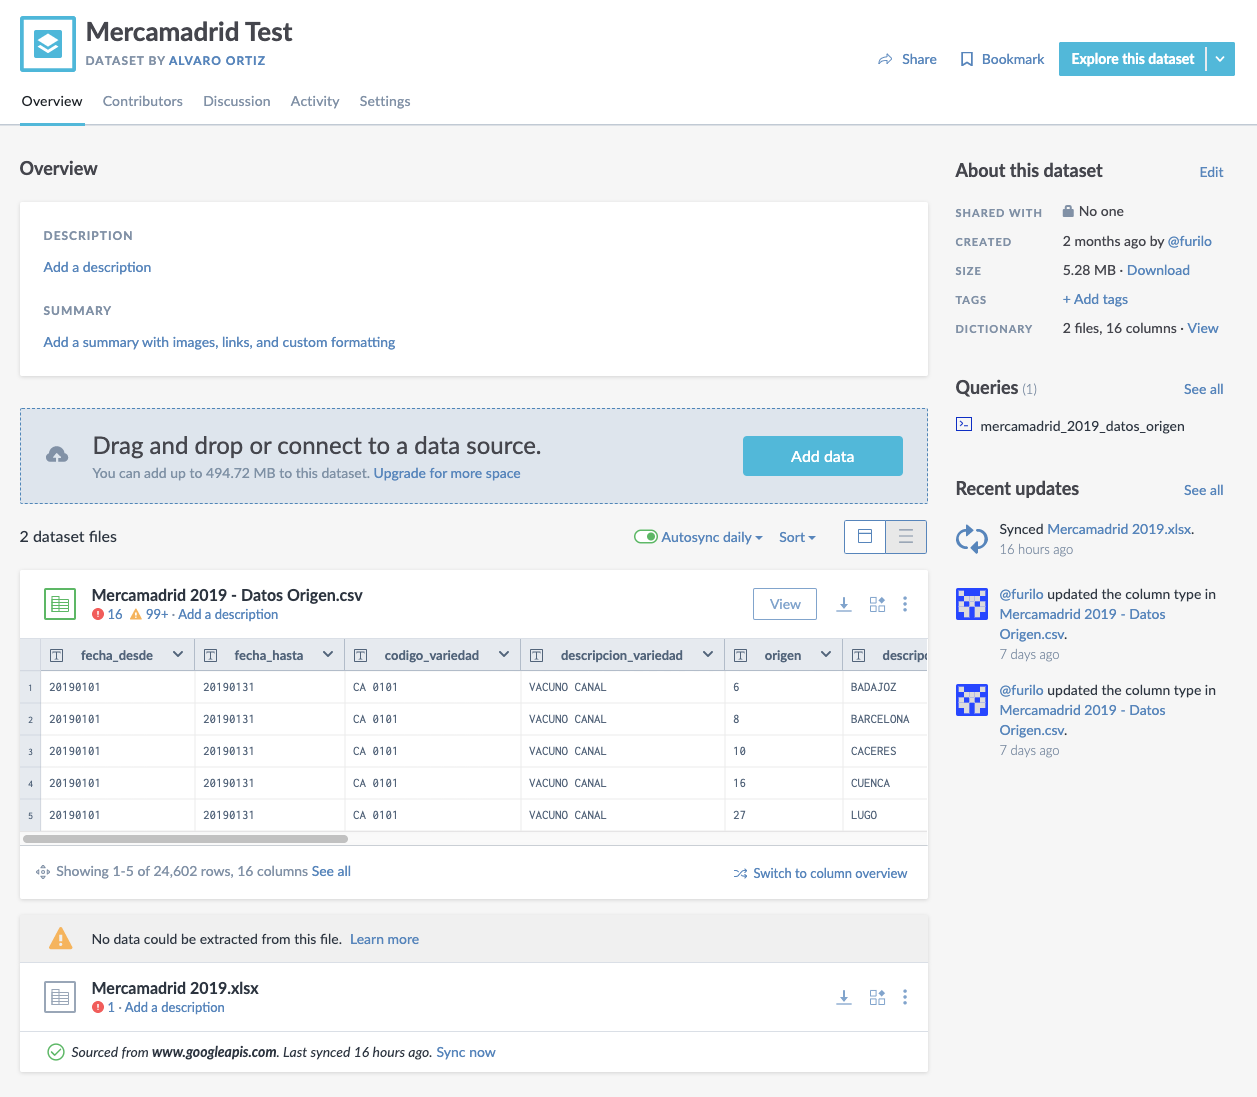 Mercamadrid Test
DATASET BY ALVARO ORTIZ
Share
Bookmark
Explore this dataset
Overview
Contributors
Discussion
Activity
Settings
Overview
DESCRIPTION
Add a description
SUMMARY
Add a summary with images, links, and custom formatting
Drag and drop or connect to a data source.
You can add up to 494.72 MB to this dataset. Upgrade for more space
Add data
2 dataset files
Autosync daily
Sort
Mercamadrid 2019 - Datos Origen.csv
16 99+ · Add a description
View
fecha_desde fecha_hasta codigo_variedad descripcion_variedad origen descripc
1 20190101 20190131 CA 0101 VACUNO CANAL 6 BADAJOZ
2 20190101 20190131 CA 0101 VACUNO CANAL 8 BARCELONA
3 20190101 20190131 CA 0101 VACUNO CANAL 10 CACERES
4 20190101 20190131 CA 0101 VACUNO CANAL 16 CUENCA
5 20190101 20190131 CA 0101 VACUNO CANAL 27 LUGO
Showing 1-5 of 24,602 rows, 16 columns See all
Switch to column overview
No data could be extracted from this file. Learn more
Mercamadrid 2019.xlsx
1 · Add a description
Sourced from www.googleapis.com. Last synced 16 hours ago. Sync now
About this dataset
Edit
SHARED WITH No one
CREATED 2 months ago by @furilo
SIZE 5.28 MB · Download
TAGS + Add tags
DICTIONARY 2 files, 16 columns · View
Queries (1)
See all
mercamadrid_2019_datos_origen
Recent updates
See all
Synced Mercamadrid 2019.xlsx.
16 hours ago
@furilo updated the column type in
Mercamadrid 2019 - Datos
Origen.csv.
7 days ago
@furilo updated the column type in
Mercamadrid 2019 - Datos
Origen.csv.
7 days ago